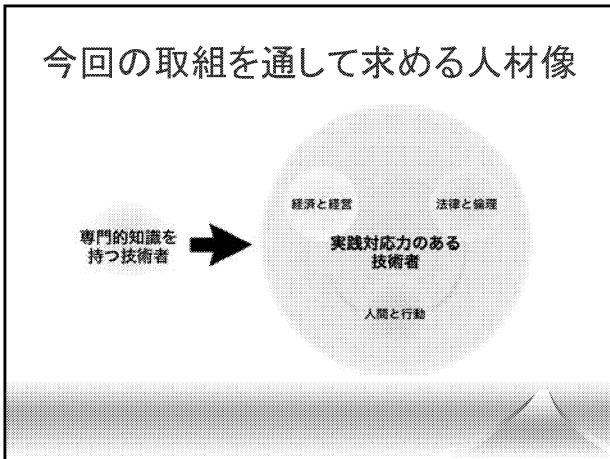 今回の取組を通して求める人材像
経済と経営
法律と倫理
専門的知識を
持つ技術者
実践対応力のある
技術者
人間と行動